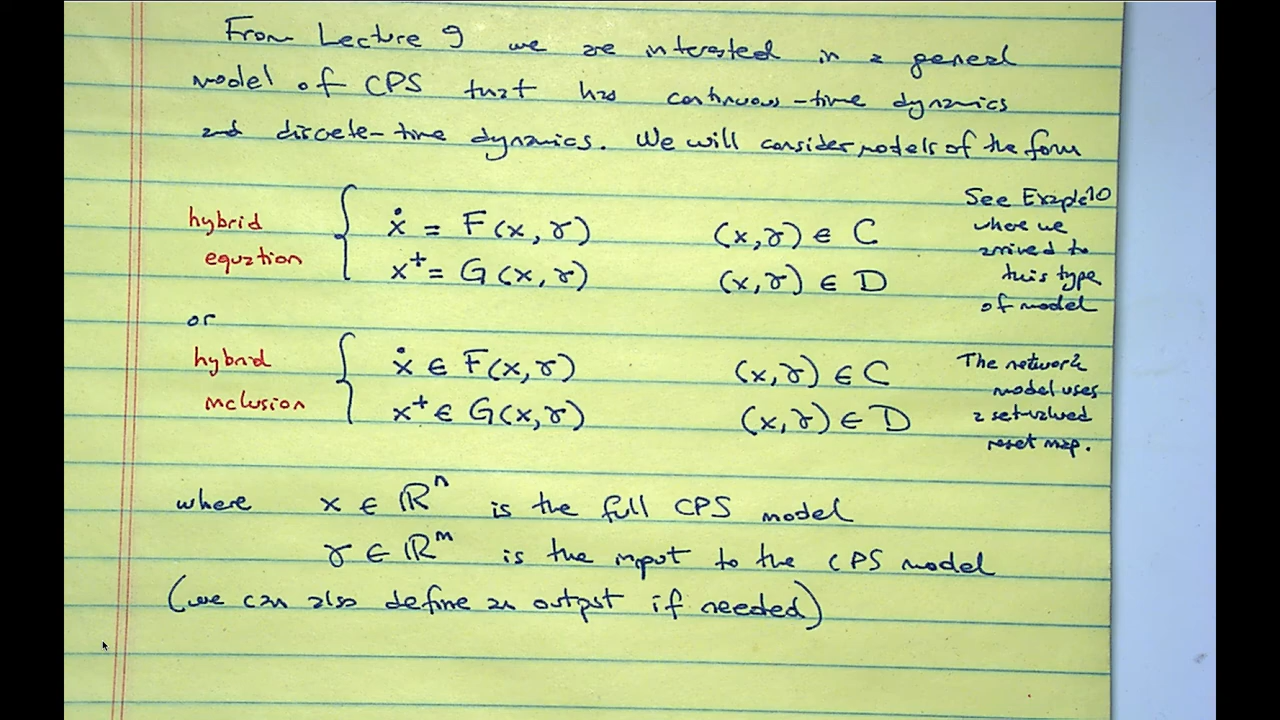 From Lecture 9 we are interested in a general
model of CPS that has continuous-time dynamics
and discrete-time dynamics. We will consider models of the form
hybrid equation { ẋ = F(x, γ) (x, γ) ∈ C
x⁺ = G(x, γ) (x, γ) ∈ D
See Example 10
where we
arrived to
this type
of model
or
hybrid inclusion { ẋ ∈ F(x, γ) (x, γ) ∈ C
x⁺ ∈ G(x, γ) (x, γ) ∈ D
The network
model uses
a set-valued
reset map.
where x ∈ ℝⁿ is the full CPS model
γ ∈ ℝᵐ is the input to the CPS model
(we can also define an output if needed)